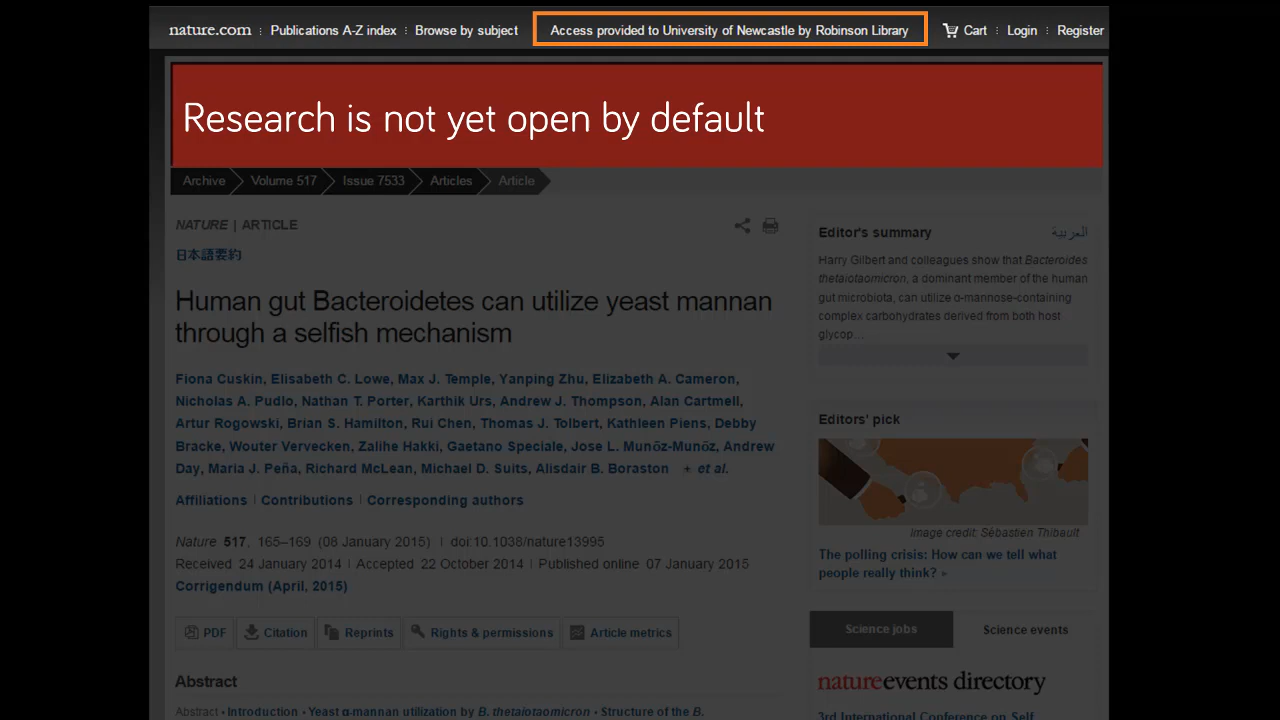 nature.com : Publications A-Z index : Browse by subject Access provided to University of Newcastle by Robinson Library Cart : Login : Register
Research is not yet open by default
Archive Volume 517 Issue 7533 Articles Article
NATURE | ARTICLE
日本語要約
Human gut Bacteroidetes can utilize yeast mannan
through a selfish mechanism
Fiona Cuskin, Elisabeth C. Lowe, Max J. Temple, Yanping Zhu, Elizabeth A. Cameron,
Nicholas A. Pudlo, Nathan T. Porter, Karthik Urs, Andrew J. Thompson, Alan Cartmell,
Artur Rogowski, Brian S. Hamilton, Rui Chen, Thomas J. Tolbert, Kathleen Piens, Debby
Bracke, Wouter Vervecken, Zalihe Hakki, Gaetano Speciale, Jose L. Munōz-Munōz, Andrew
Day, Maria J. Peña, Richard McLean, Michael D. Suits, Alisdair B. Boraston + et al.
Affiliations | Contributions | Corresponding authors
Nature 517, 165–169 (08 January 2015) | doi:10.1038/nature13995
Received 24 January 2014 | Accepted 22 October 2014 | Published online 07 January 2015
Corrigendum (April, 2015)
PDF Citation Reprints Rights & permissions Article metrics
Abstract
Abstract • Introduction • Yeast α-mannan utilization by B. thetaiotaomicron • Structure of the B.
Editor's summary العربية
Harry Gilbert and colleagues show that Bacteroides
thetaiotaomicron, a dominant member of the human
gut microbiota, can utilize α-mannose-containing
complex carbohydrates derived from both host
glycop…
Editors' pick
Image credit: Sébastien Thibault
The polling crisis: How can we tell what
people really think? »
Science jobs Science events
natureevents directory
3rd International Conference on Self